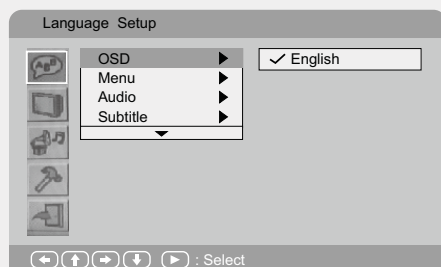 Language Setup
OSD
English
Menu
Audio
Subtitle
: Select